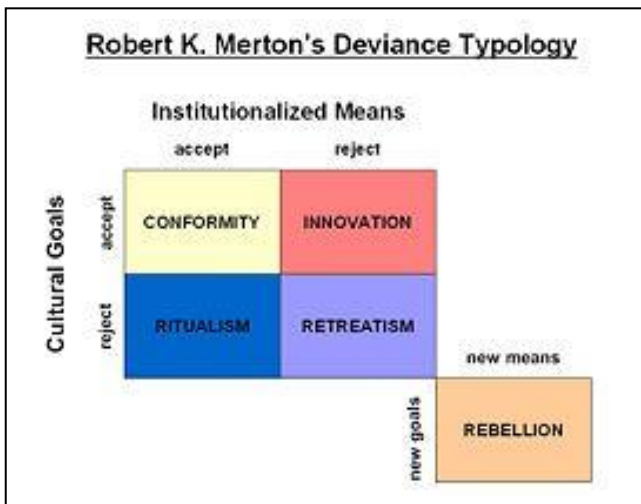 Robert K. Merton's Deviance Typology
Institutionalized Means
accept reject
Cultural Goals
accept
CONFORMITY INNOVATION
reject
RITUALISM RETREATISM
new means
new goals
REBELLION